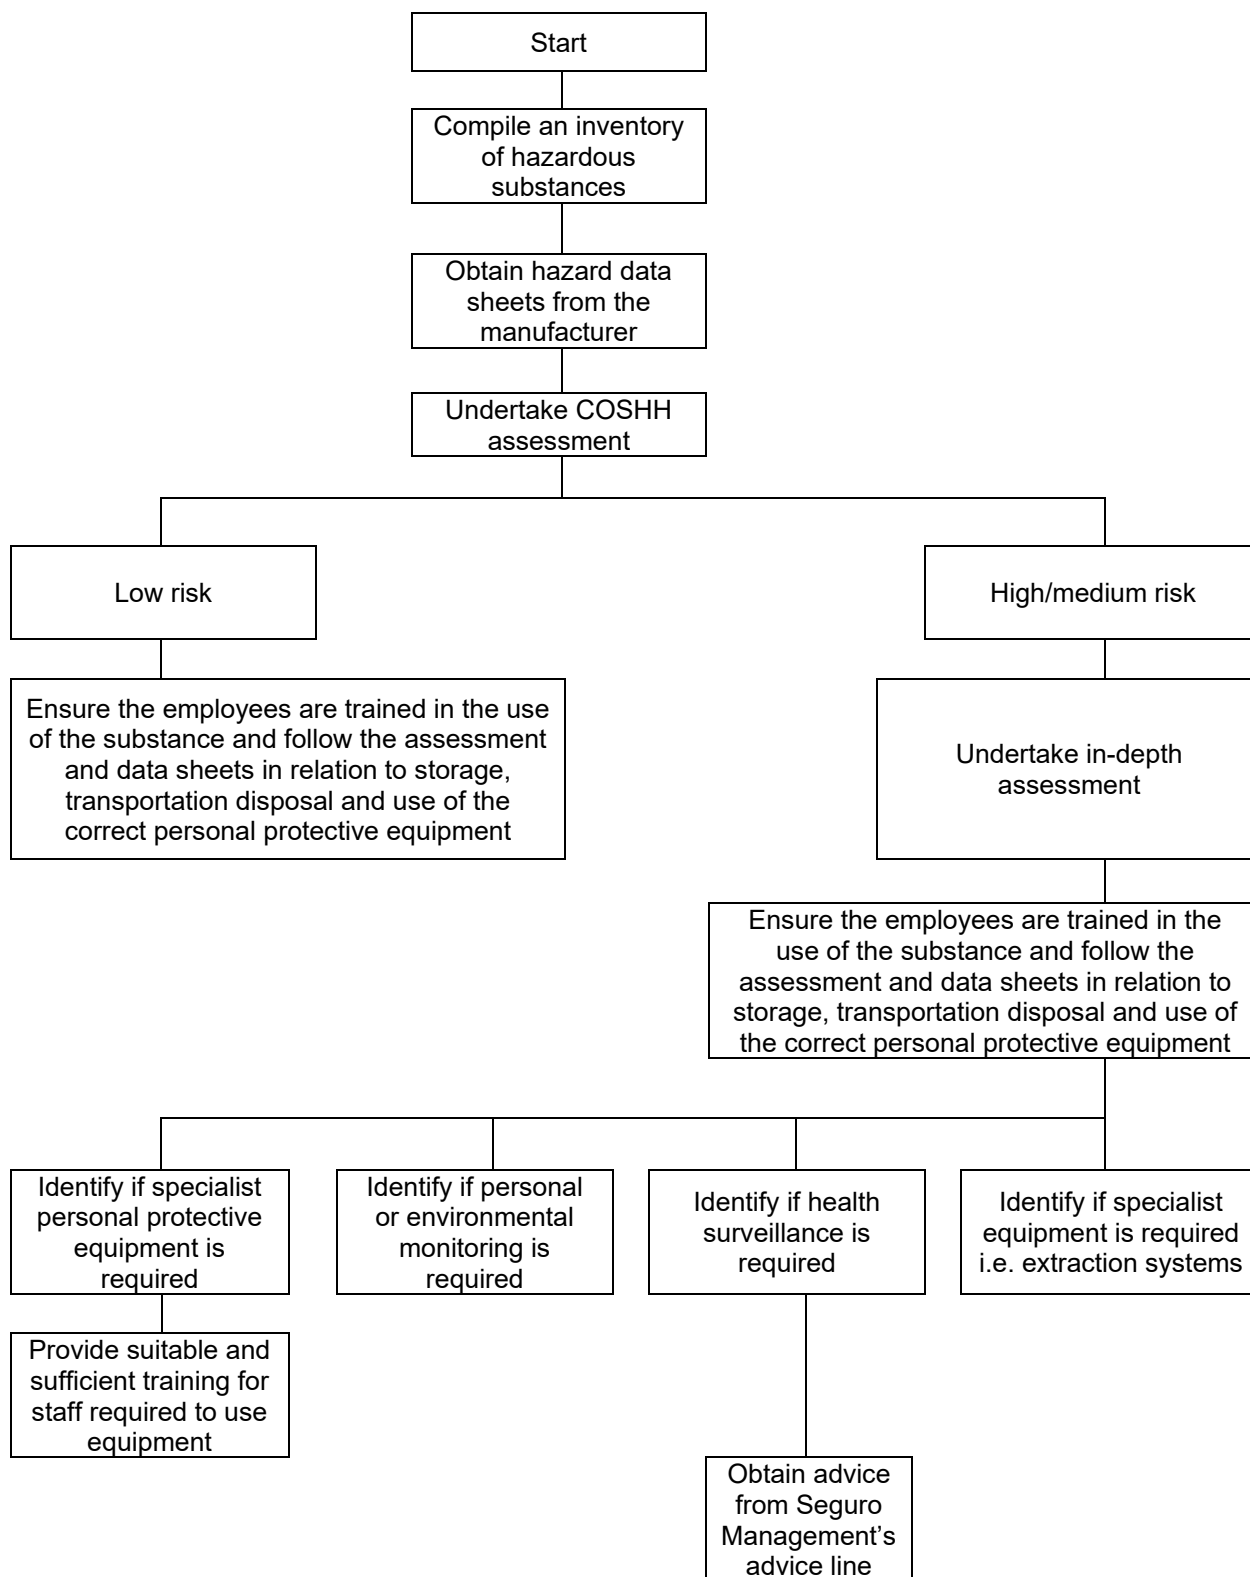 Start
Compile an inventory
of hazardous
substances
Obtain hazard data
sheets from the
manufacturer
Undertake COSHH
assessment
Low risk
High/medium risk
Ensure the employees are trained in the use
of the substance and follow the assessment
and data sheets in relation to storage,
transportation disposal and use of the
correct personal protective equipment
Undertake in-depth
assessment
Ensure the employees are trained in the
use of the substance and follow the
assessment and data sheets in relation to
storage, transportation disposal and use of
the correct personal protective equipment
Identify if specialist
personal protective
equipment is
required
Identify if personal
or environmental
monitoring is
required
Identify if health
surveillance is
required
Identify if specialist
equipment is required
i.e. extraction systems
Provide suitable and
sufficient training for
staff required to use
equipment
Obtain advice
from Seguro
Management’s
advice line